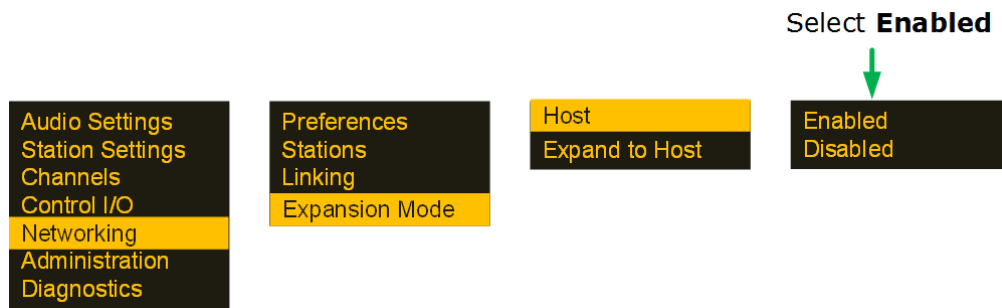 Select Enabled
Audio Settings
Station Settings
Channels
Control I/O
Networking
Administration
Diagnostics
Preferences
Stations
Linking
Expansion Mode
Host
Expand to Host
Enabled
Disabled